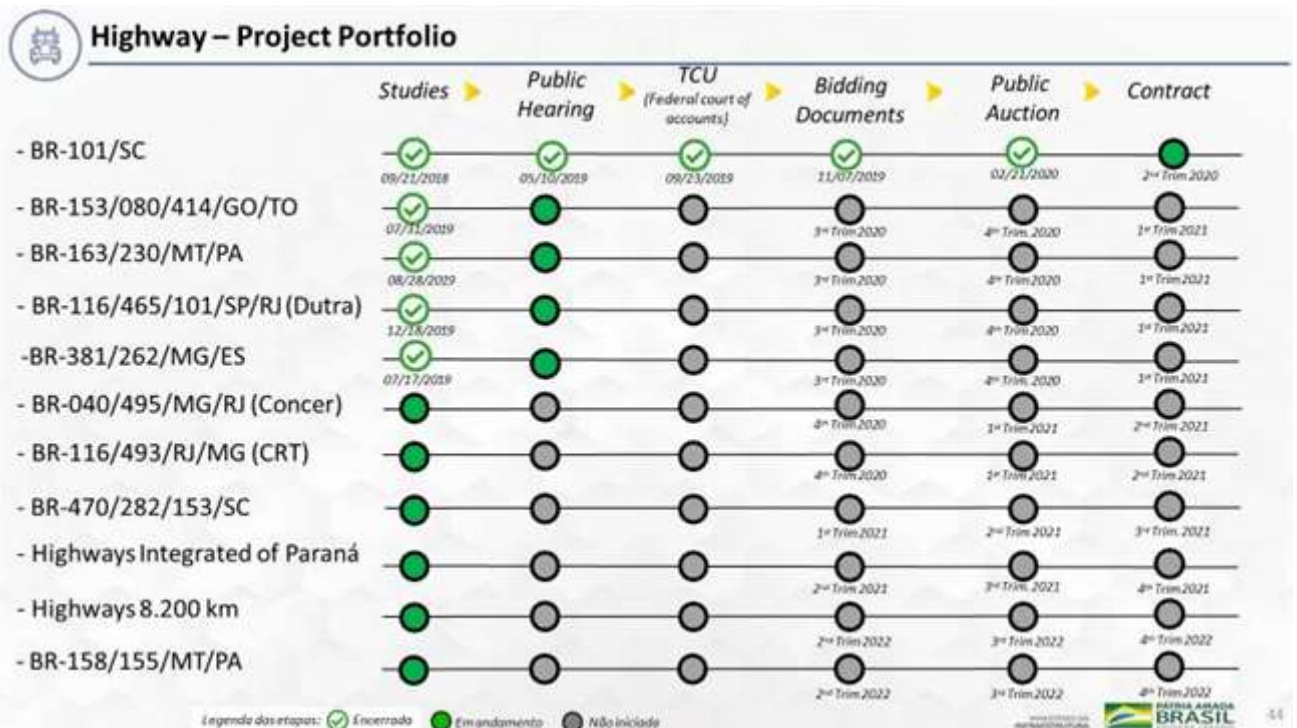 Highway – Project Portfolio
Studies
Public
Hearing
TCU
(Federal court of
accounts)
Bidding
Documents
Public
Auction
Contract
- BR-101/SC
09/21/2018 05/10/2019 09/23/2019 11/07/2019 02/21/2020 2nd Trim 2020
- BR-153/080/414/GO/TO
07/31/2019 3rd Trim.2020 4th Trim.2020 1st Trim 2021
- BR-163/230/MT/PA
08/28/2019 3rd Trim 2020 4th Trim 2020 1st Trim 2021
- BR-116/465/101/SP/RJ (Dutra)
12/18/2019 3rd Trim 2020 4th Trim 2020 1st Trim 2021
-BR-381/262/MG/ES
07/17/2019 3rd Trim 2020 4th Trim. 2020 1st Trim 2021
- BR-040/495/MG/RJ (Concer)
4th Trim 2020 1st Trim 2021 2nd Trim 2021
- BR-116/493/RJ/MG (CRT)
4th Trim 2020 1st Trim 2021 2nd Trim 2021
- BR-470/282/153/SC
1st Trim 2021 2nd Trim 2021 3rd Trim. 2021
- Highways Integrated of Paraná
2nd Trim 2021 3rd Trim. 2021 4th Trim 2021
- Highways 8.200 km
2nd Trim 2022 3rd Trim 2022 4th Trim 2022
- BR-158/155/MT/PA
2nd Trim 2022 3rd Trim 2022 4th Trim 2022
Legenda das etapas: Encerrada Em andamento Não iniciada
INFRAESTRUTURA
PÁTRIA AMADA
BRASIL
44